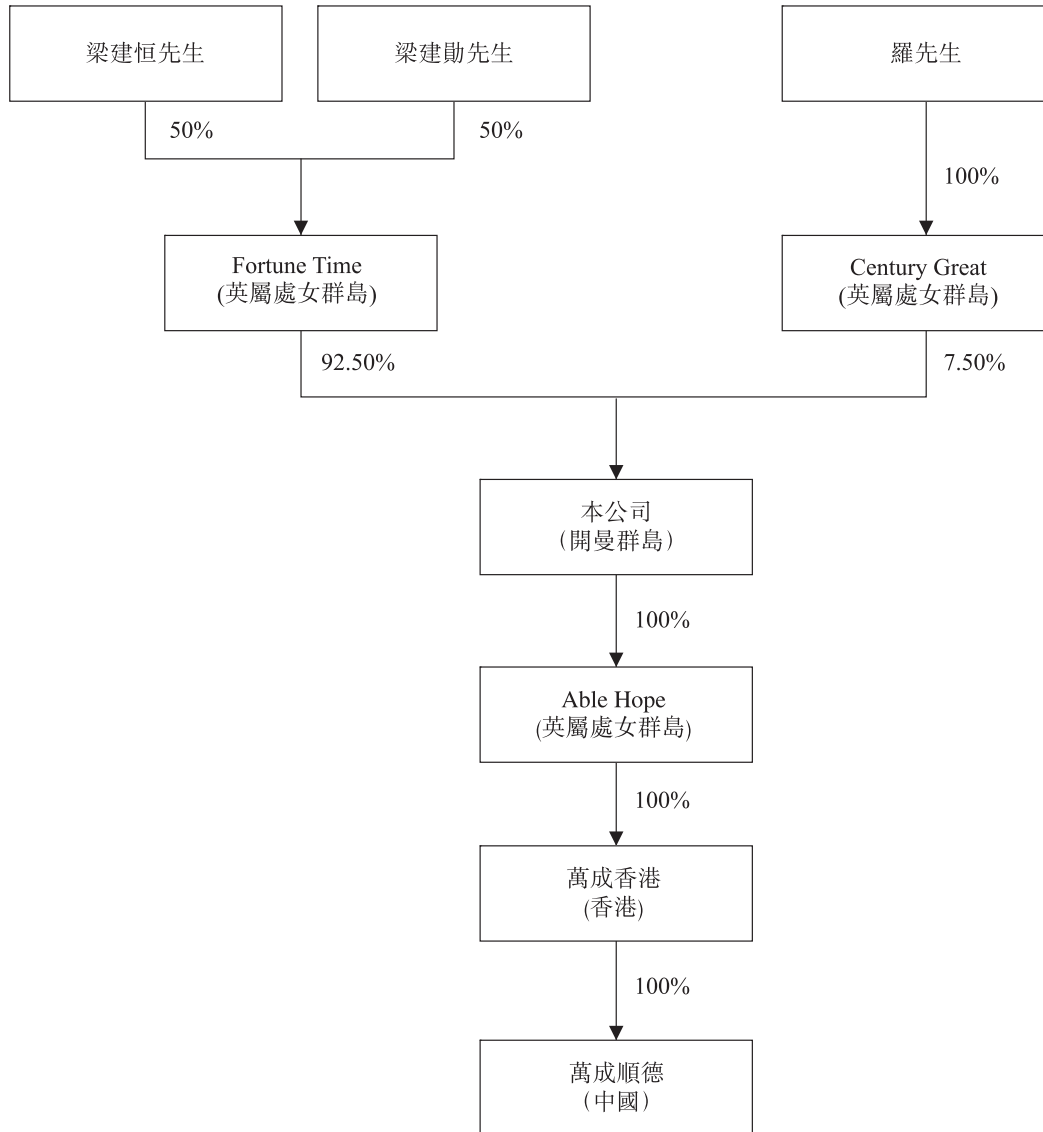 梁建恒先生
梁建勛先生
羅先生
50%
50%
100%
Fortune Time
(英屬處女群島)
Century Great
(英屬處女群島)
92.50%
7.50%
本公司
（開曼群島）
100%
Able Hope
(英屬處女群島)
100%
萬成香港
(香港)
100%
萬成順德
（中國）